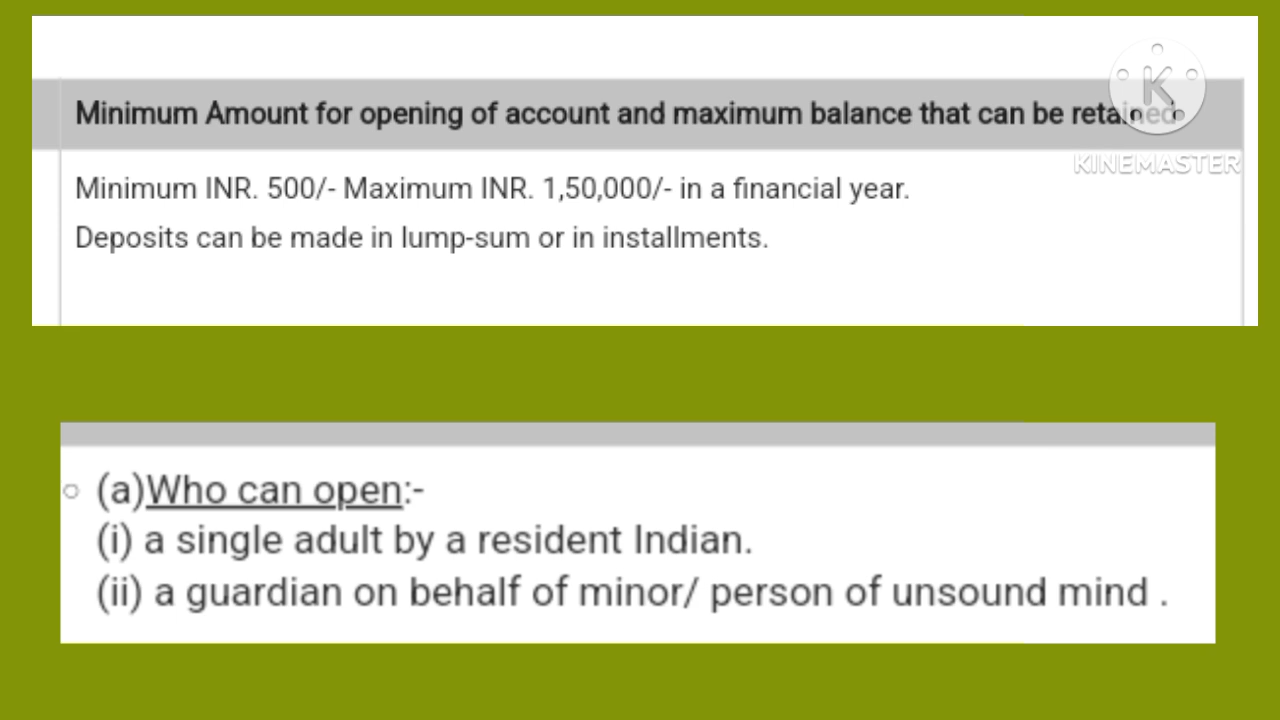 Minimum Amount for opening of account and maximum balance that can be retained
KINEMASTER
Minimum INR. 500/- Maximum INR. 1,50,000/- in a financial year.
Deposits can be made in lump-sum or in installments.
(a)Who can open:-
(i) a single adult by a resident Indian.
(ii) a guardian on behalf of minor/ person of unsound mind .